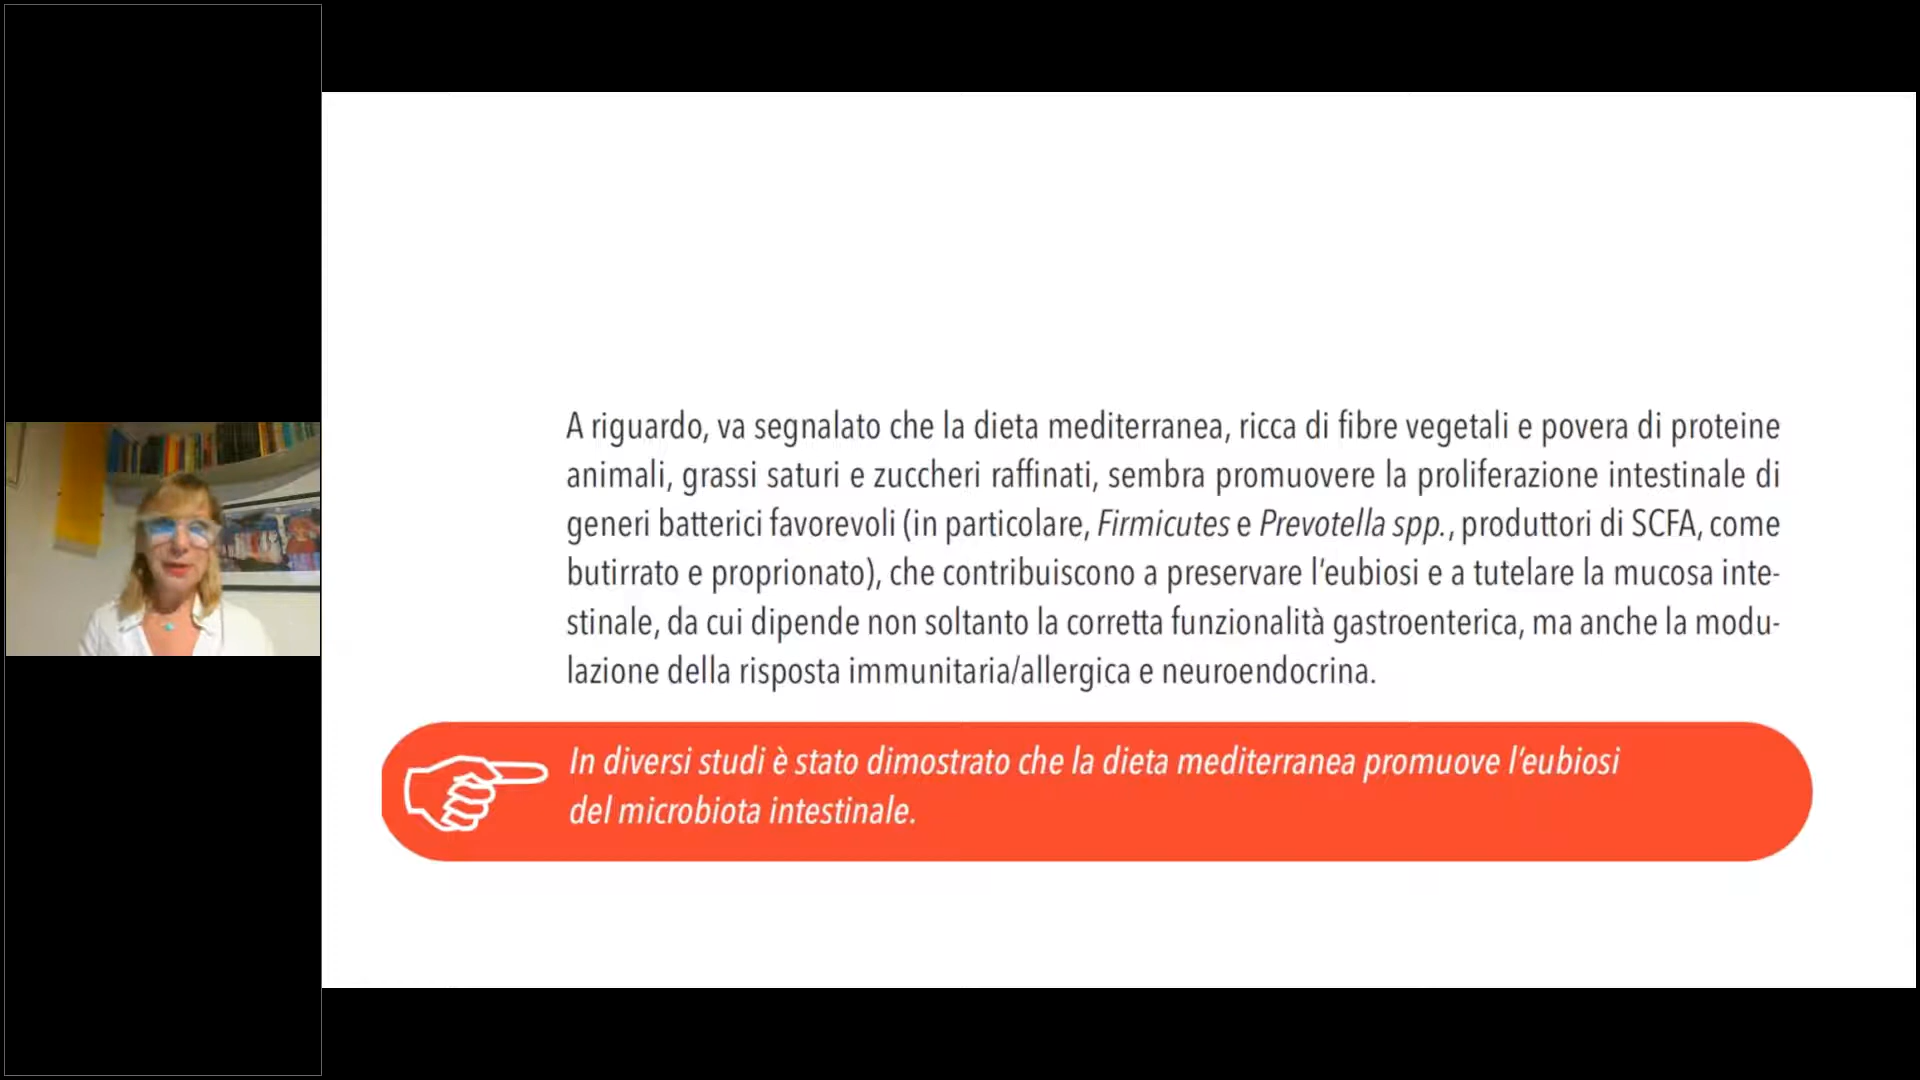 A riguardo, va segnalato che la dieta mediterranea, ricca di fibre vegetali e povera di proteine
animali, grassi saturi e zuccheri raffinati, sembra promuovere la proliferazione intestinale di
generi batterici favorevoli (in particolare, Firmicutes e Prevotella spp., produttori di SCFA, come
butirrato e proprionato), che contribuiscono a preservare l’eubiosi e a tutelare la mucosa inte-
stinale, da cui dipende non soltanto la corretta funzionalità gastroenterica, ma anche la modu-
lazione della risposta immunitaria/allergica e neuroendocrina.
In diversi studi è stato dimostrato che la dieta mediterranea promuove l’eubiosi
del microbiota intestinale.